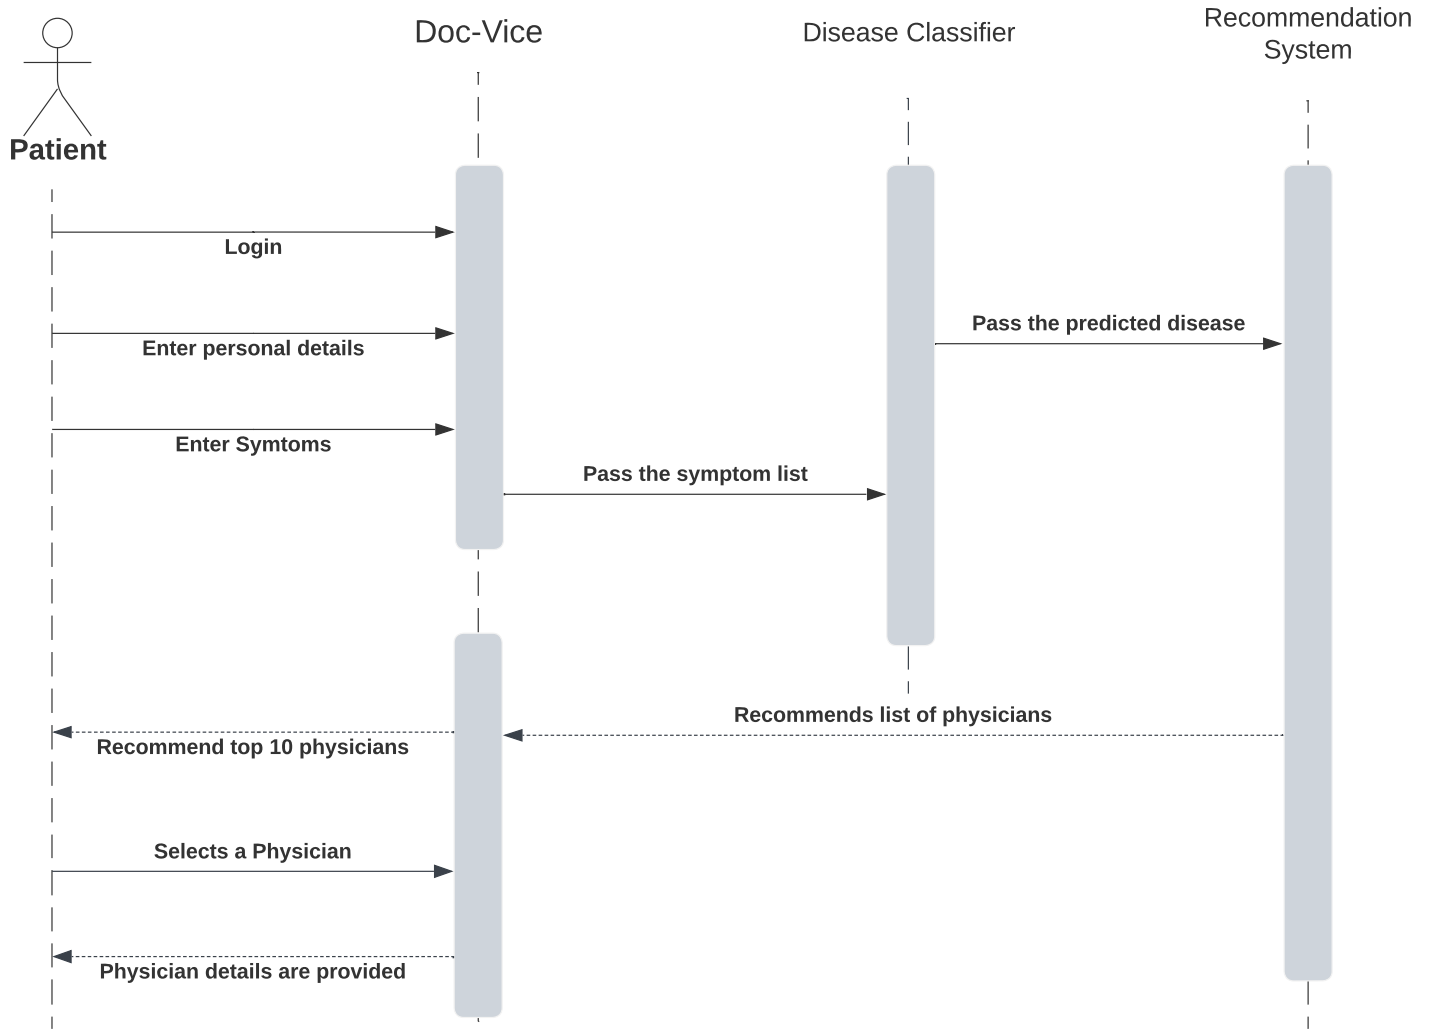 Patient
Doc-Vice
Disease Classifier
Recommendation
System
Login
Pass the predicted disease
Enter personal details
Enter Symtoms
Pass the symptom list
Recommends list of physicians
Recommend top 10 physicians
Selects a Physician
Physician details are provided